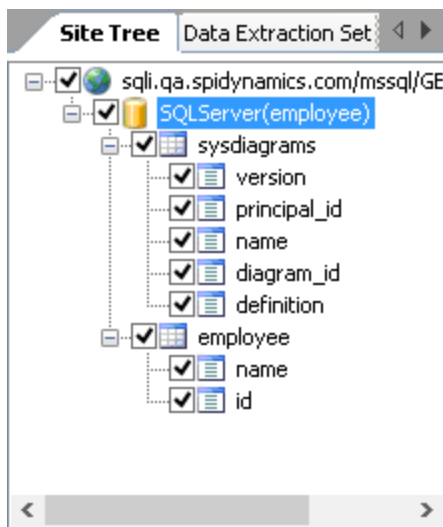 Site Tree Data Extraction Set
sqli.qa.spidynamics.com/mssql/GE
SQLServer(employee)
sysdiagrams
version
principal_id
name
diagram_id
definition
employee
name
id